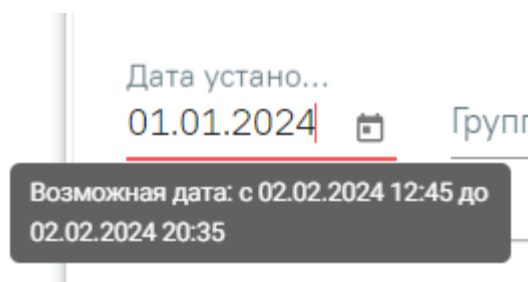 Дата устано...
01.01.2024
Групп
Возможная дата: с 02.02.2024 12:45 до
02.02.2024 20:35